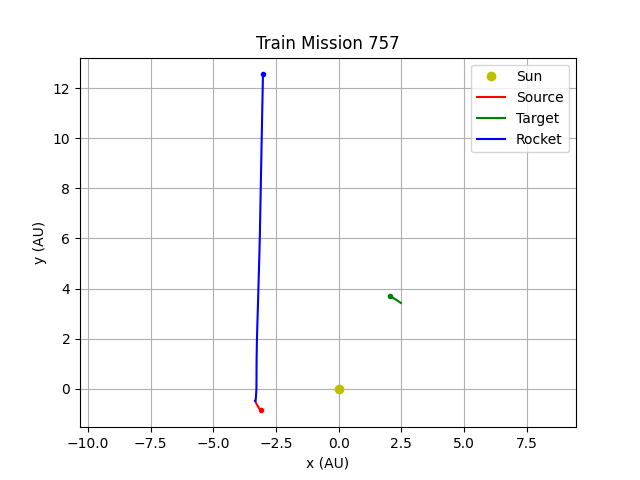 Train Mission 757
Sun
Source
Target
Rocket
12
10
8
6
4
2
0
y (AU)
−10.0 −7.5 −5.0 −2.5 0.0 2.5 5.0 7.5
x (AU)